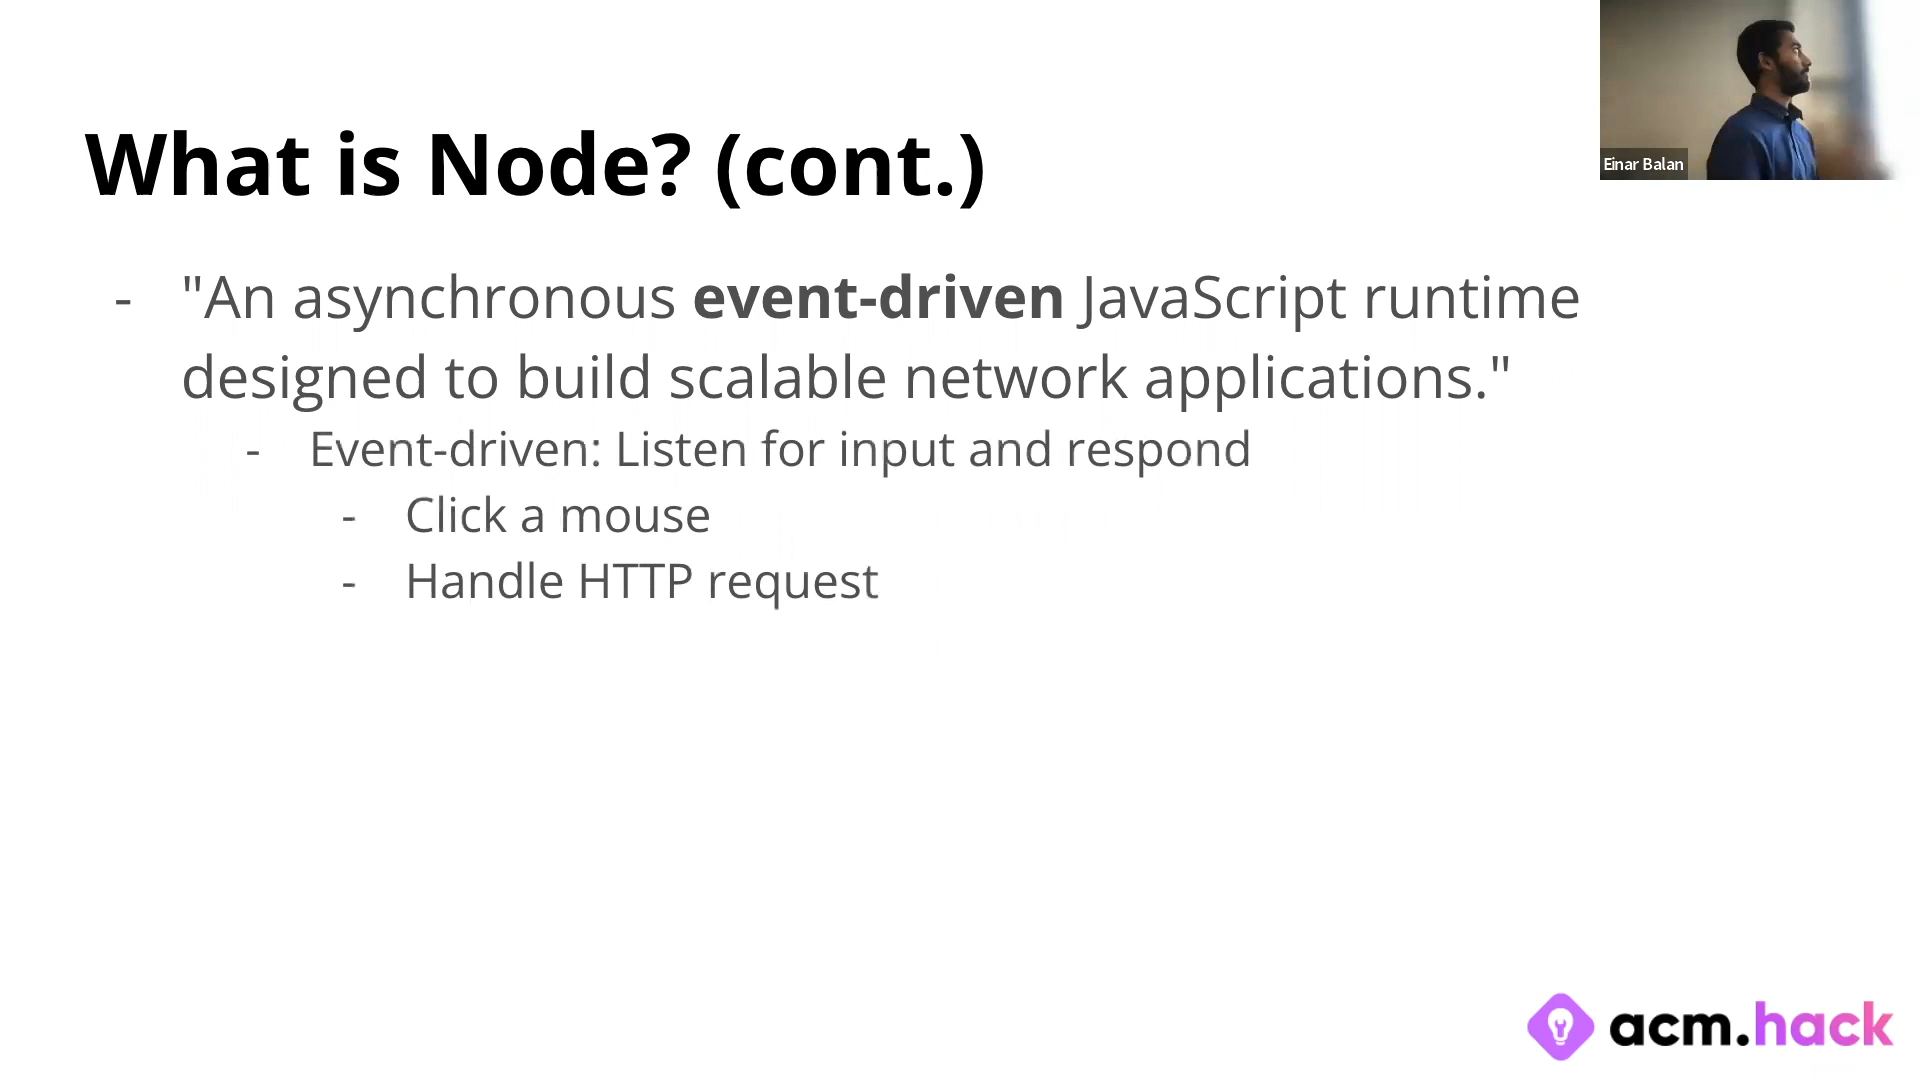 What is Node? (cont.)
Einar Balan
- "An asynchronous event-driven JavaScript runtime
designed to build scalable network applications."
- Event-driven: Listen for input and respond
- Click a mouse
- Handle HTTP request
acm.hack